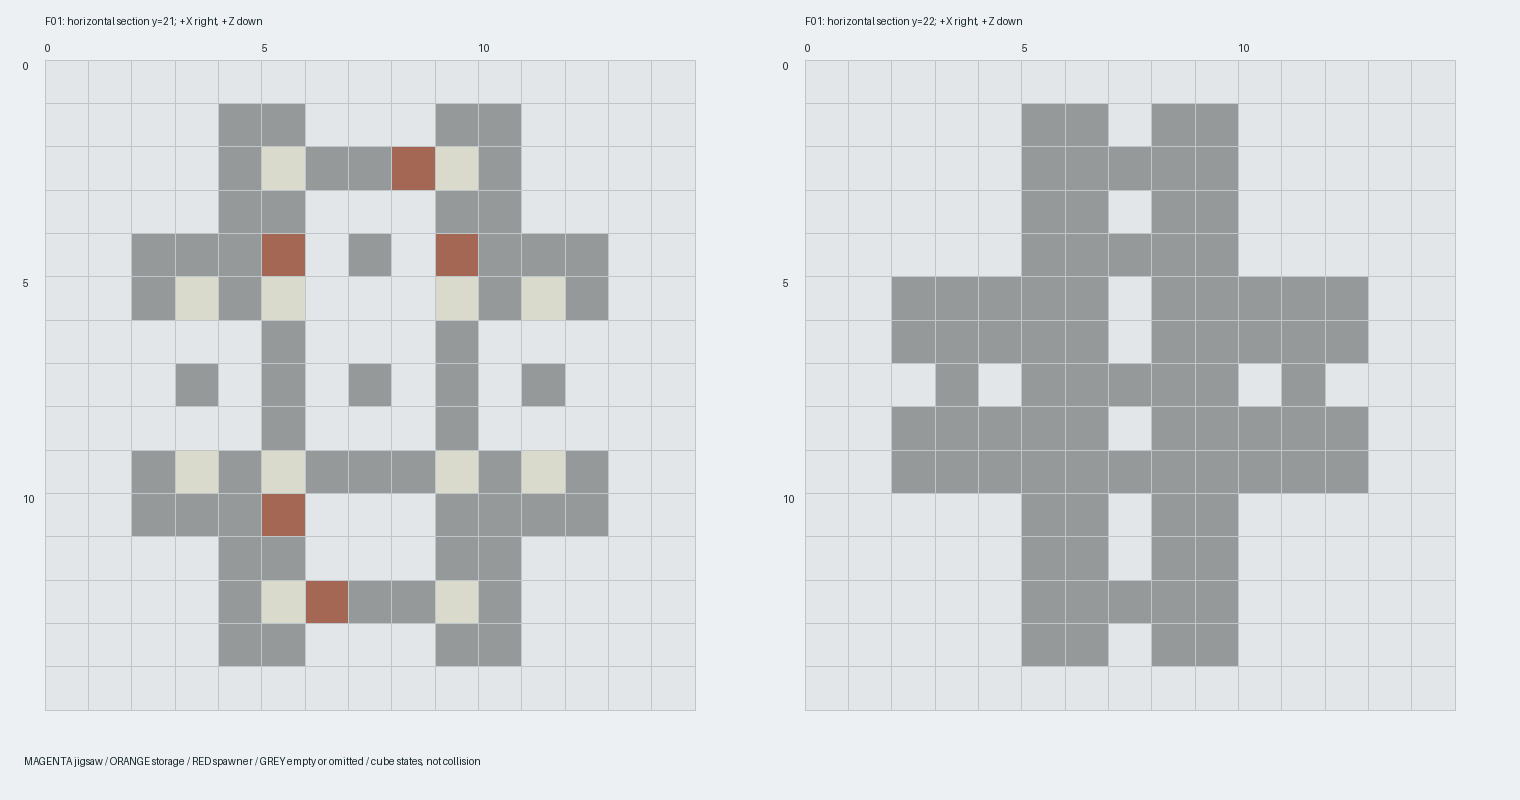 F01: horizontal section y=21; +X right, +Z down
F01: horizontal section y=22; +X right, +Z down
0 5 10
0 5 10
0
0
5
5
10
10
MAGENTA jigsaw / ORANGE storage / RED spawner / GREY empty or omitted / cube states, not collision